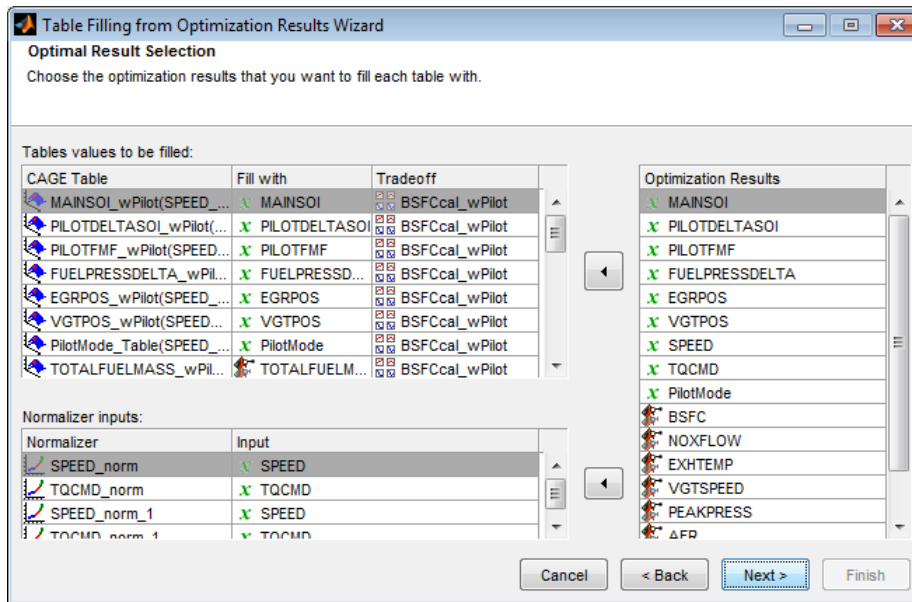 Table Filling from Optimization Results Wizard
Optimal Result Selection
Choose the optimization results that you want to fill each table with.
Tables values to be filled:
CAGE Table Fill with Tradeoff
MAINSOI_wPilot(SPEED_... x MAINSOI BSFCcal_wPilot
PILOTDELTASOI_wPilot(... x PILOTDELTASOI BSFCcal_wPilot
PILOTFMF_wPilot(SPEED... x PILOTFMF BSFCcal_wPilot
FUELPRESSDELTA_wPil... x FUELPRESSD... BSFCcal_wPilot
EGRPOS_wPilot(SPEED_... x EGRPOS BSFCcal_wPilot
VGTPOS_wPilot(SPEED... x VGTPOS BSFCcal_wPilot
PilotMode_Table(SPEED_... x PilotMode BSFCcal_wPilot
TOTALFUELMASS_wPil... TOTALFUELM... BSFCcal_wPilot
Optimization Results
x MAINSOI
x PILOTDELTASOI
x PILOTFMF
x FUELPRESSDELTA
x EGRPOS
x VGTPOS
x SPEED
x TQCMD
x PilotMode
BSFC
NOXFLOW
EXHTEMP
VGTSPEED
PEAKPRESS
AFR
Normalizer inputs:
Normalizer Input
SPEED_norm x SPEED
TQCMD_norm x TQCMD
SPEED_norm_1 x SPEED
TQCMD_norm_1 x TQCMD
Cancel < Back Next > Finish